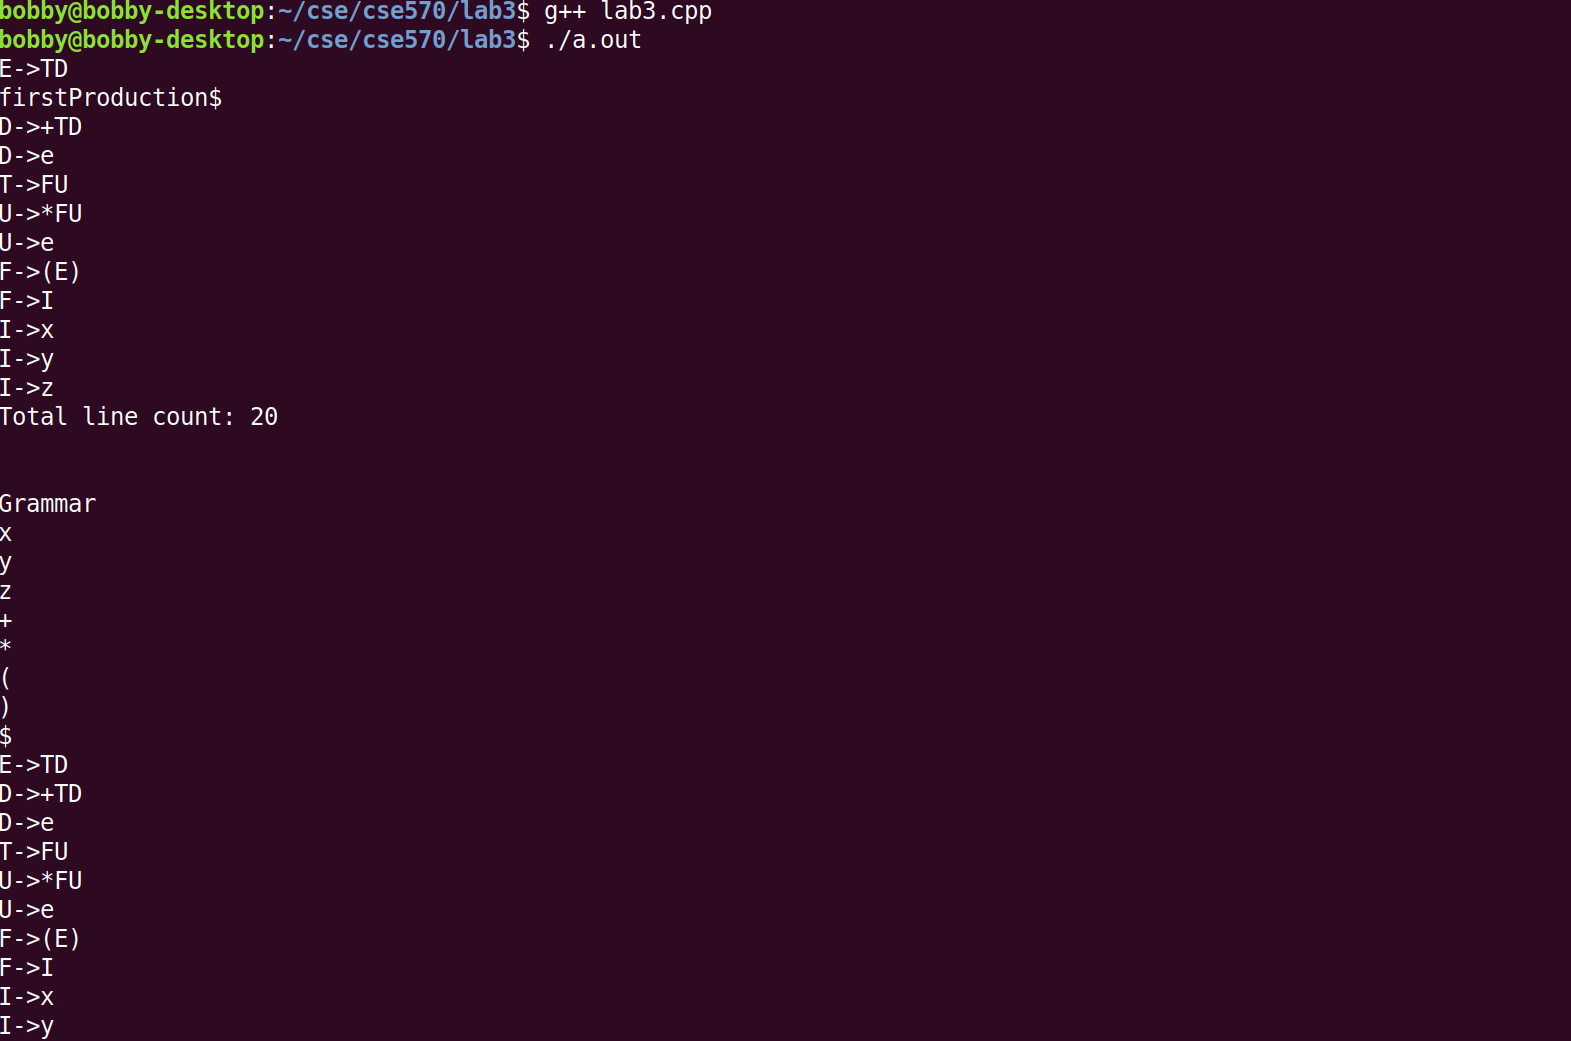 bobby@bobby-desktop:~/cse/cse570/lab3$ g++ lab3.cpp
bobby@bobby-desktop:~/cse/cse570/lab3$ ./a.out
E->TD
firstProduction$
D->+TD
D->e
T->FU
U->*FU
U->e
F->(E)
F->I
I->x
I->y
I->z
Total line count: 20
Grammar
x
y
z
+
*
(
)
$
E->TD
D->+TD
D->e
T->FU
U->*FU
U->e
F->(E)
F->I
I->x
I->y